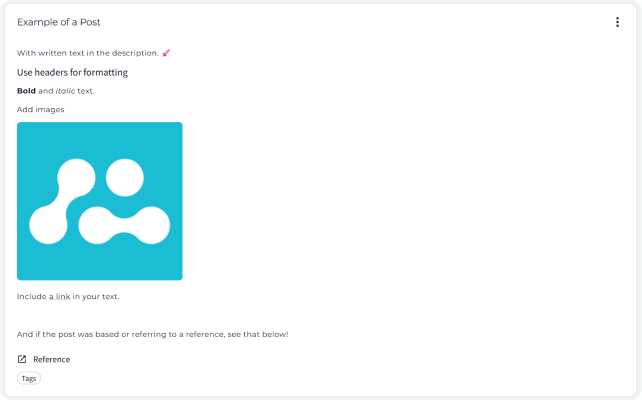 Example of a Post
With written text in the description. 🚀
Use headers for formatting
Bold and italic text.
Add images
Include a link in your text.
And if the post was based or referring to a reference, see that below!
Reference
Tags